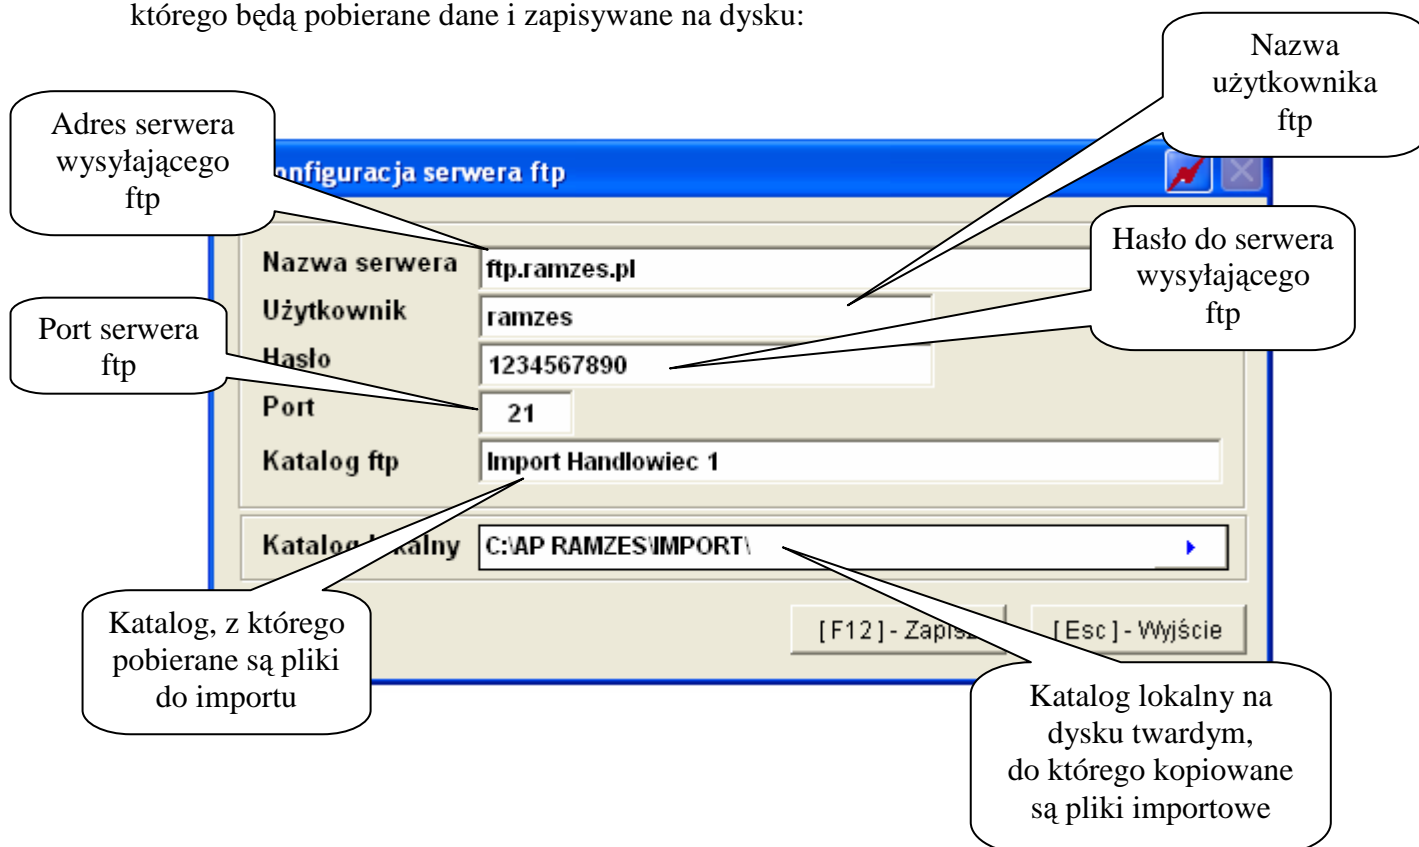 którego będą pobierane dane i zapisywane na dysku:
Nazwa
użytkownika
ftp
Adres serwera
wysyłającego
ftp
onfiguracja serwera ftp
Hasło do serwera
wysyłającego
ftp
Nazwa serwera ftp.ramzes.pl
Użytkownik ramzes
Port serwera
ftp
Hasło 1234567890
Port 21
Katalog ftp Import Handlowiec 1
Katalog lokalny C:\AP RAMZES\IMPORT\
[ F12 ] - Zapisz [ Esc ] - Wyjście
Katalog, z którego
pobierane są pliki
do importu
Katalog lokalny na
dysku twardym,
do którego kopiowane
są pliki importowe